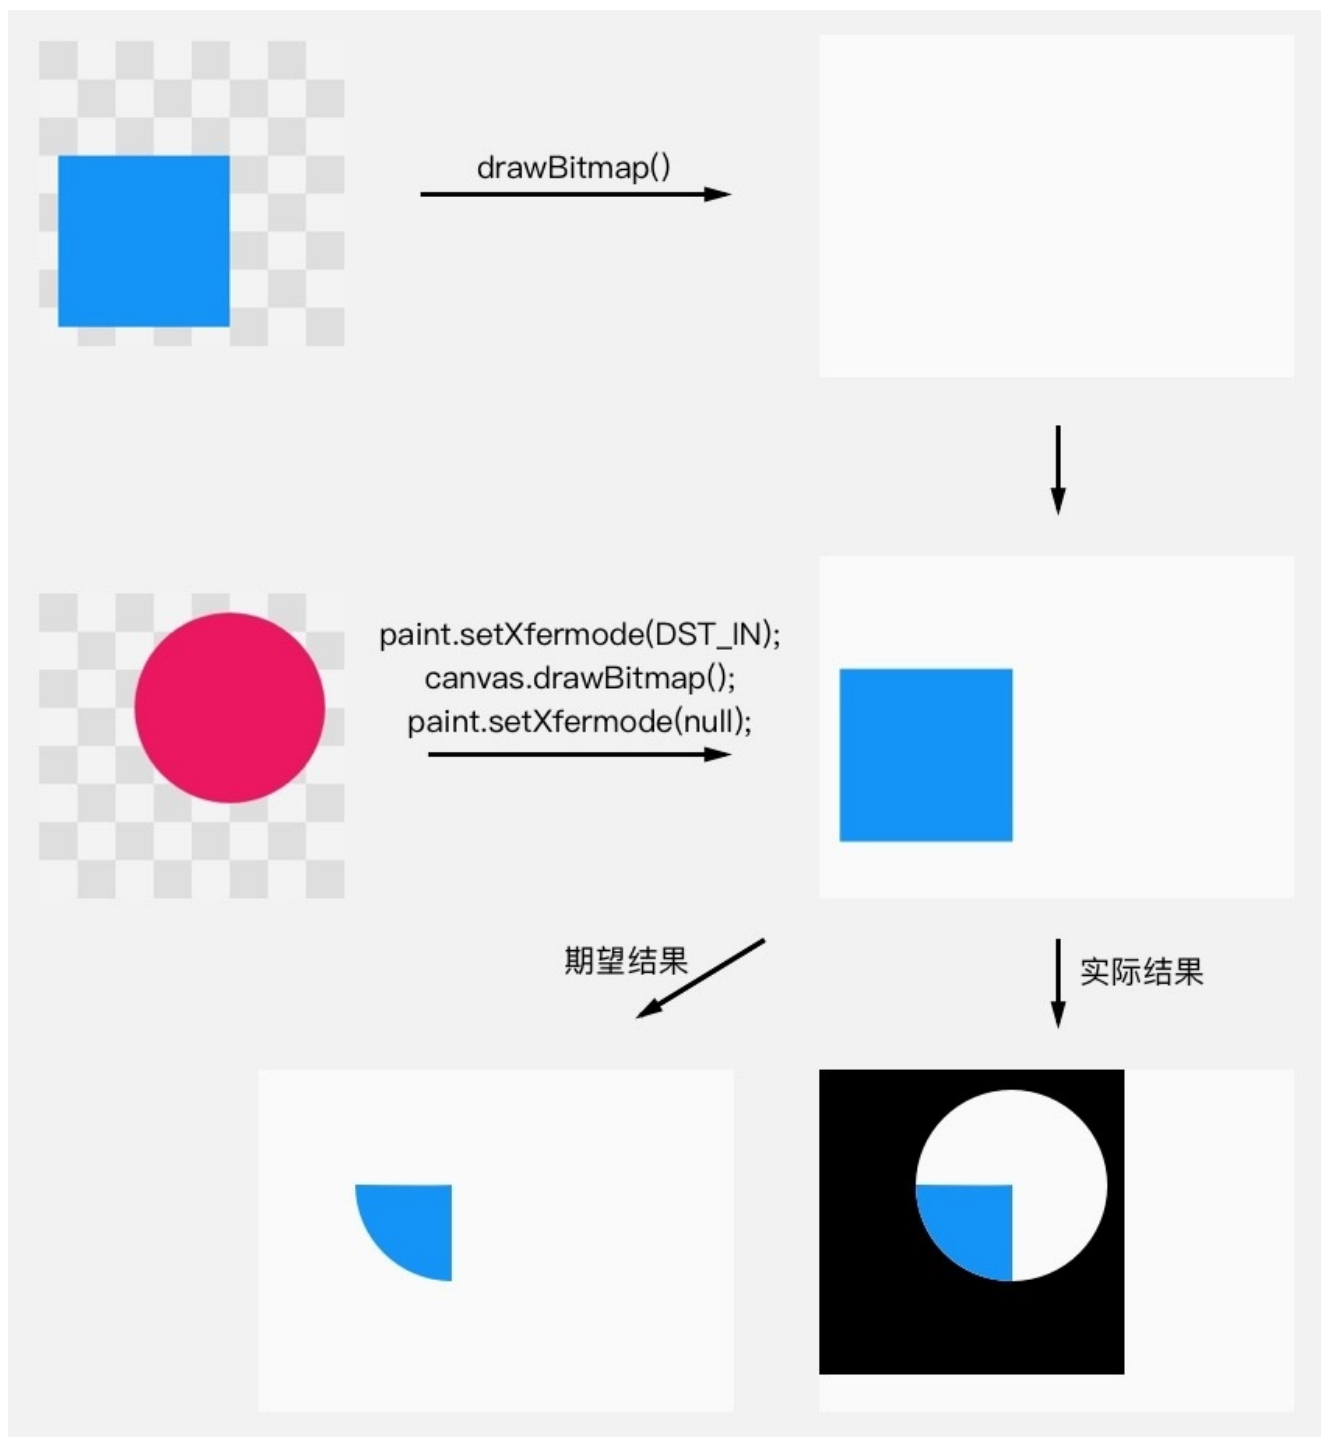 drawBitmap()
paint.setXfermode(DST_IN);
canvas.drawBitmap();
paint.setXfermode(null);
期望结果
实际结果